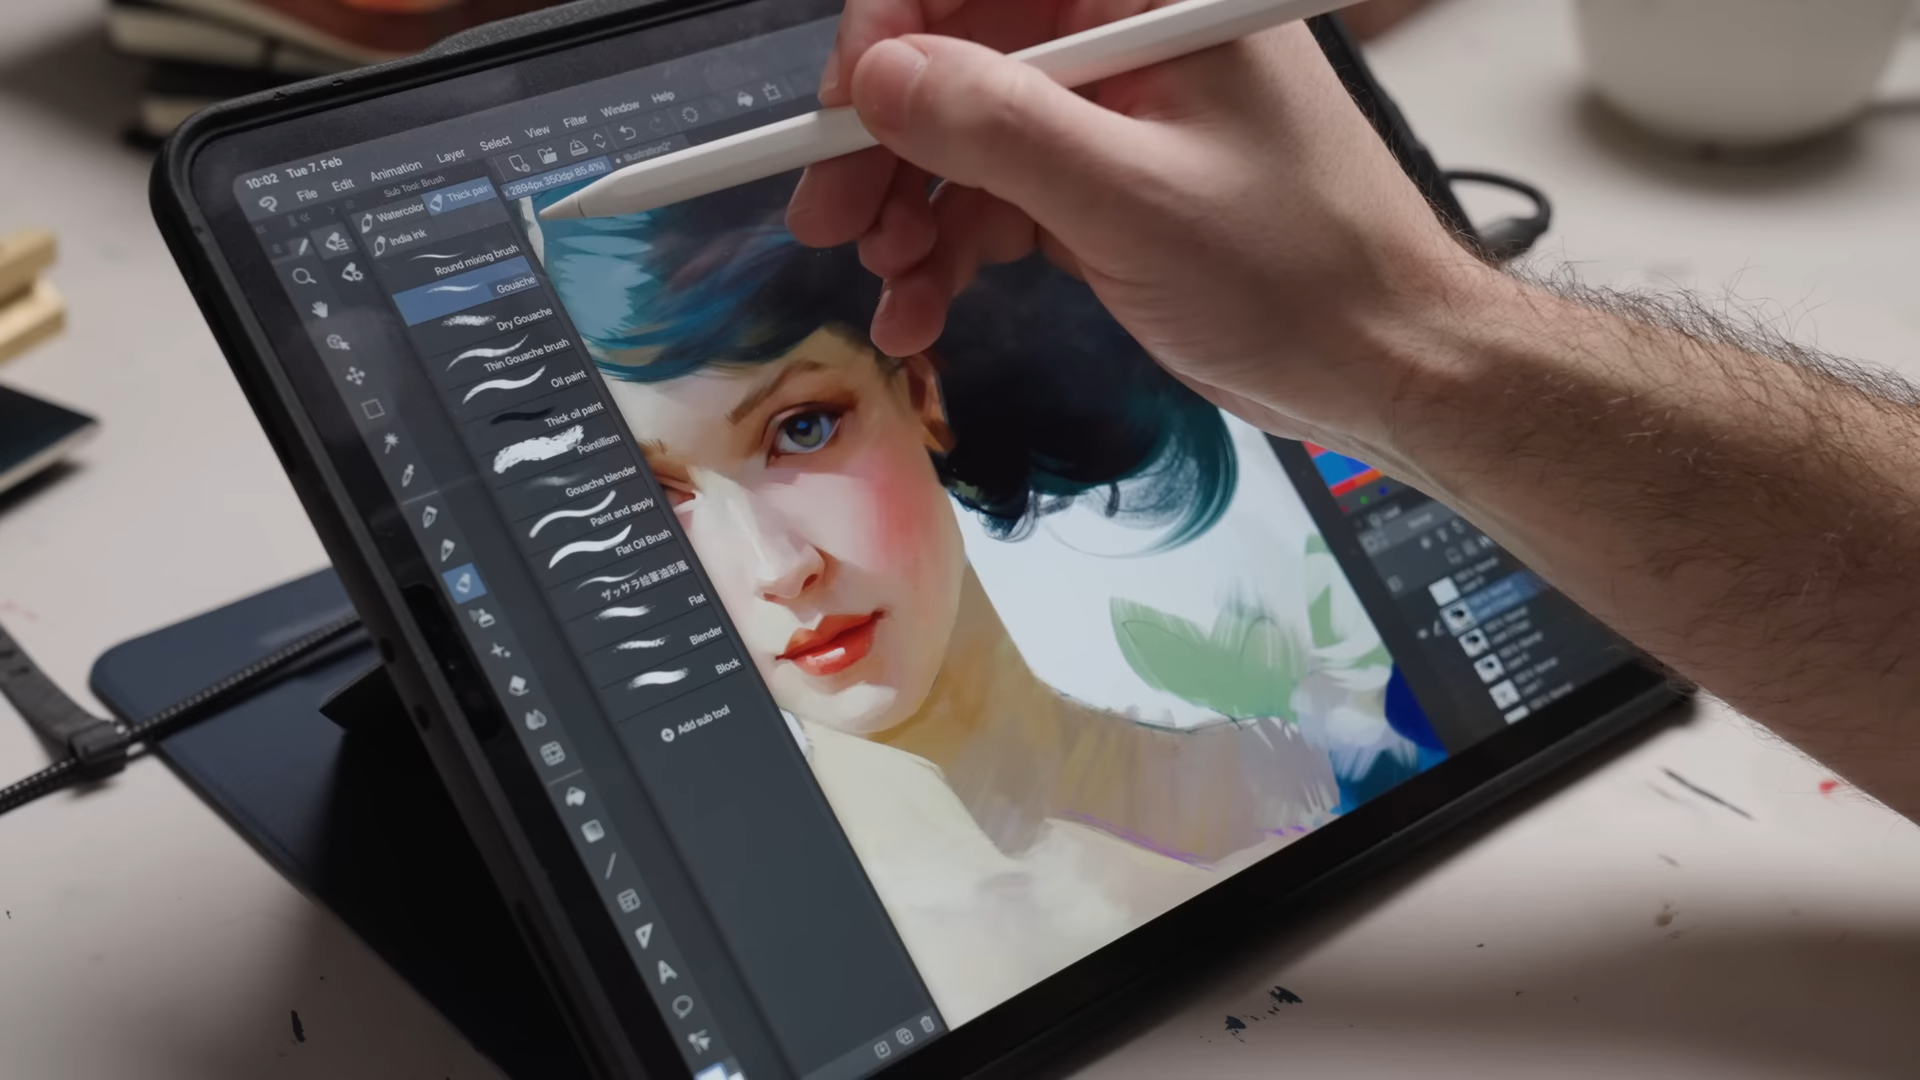 10:02 Tue 7. Feb
File Edit Animation Layer Select View Filter Window Help
Sub Tool: Brush
2894px 350dpi 85.4%)
Illustration2*
Watercolor
Thick pain
India ink
Round mixing brush
Gouache
Dry Gouache
Thin Gouache brush
Oil paint
Thick oil paint
Pointillism
Gouache blender
Paint and apply
Flat Oil Brush
ザッサラ絵筆油彩風
Flat
Blender
Block
Add sub tool